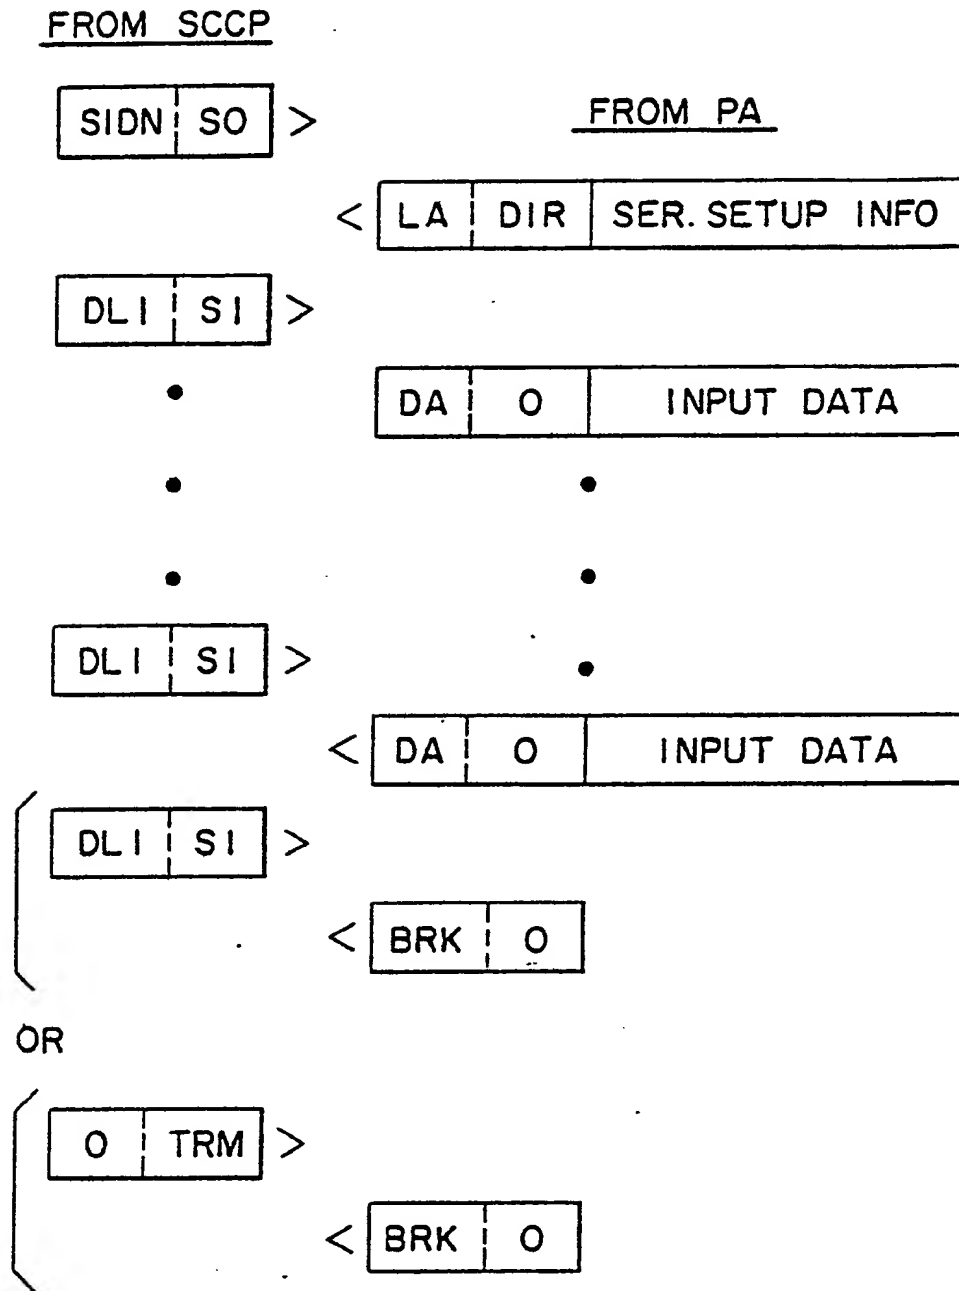 FROM SCCP
SIDN SO >
FROM PA
< LA DIR SER. SETUP INFO
DLI SI >
DA O INPUT DATA
DLI SI >
< DA O INPUT DATA
DLI SI >
< BRK O
OR
O TRM >
< BRK O